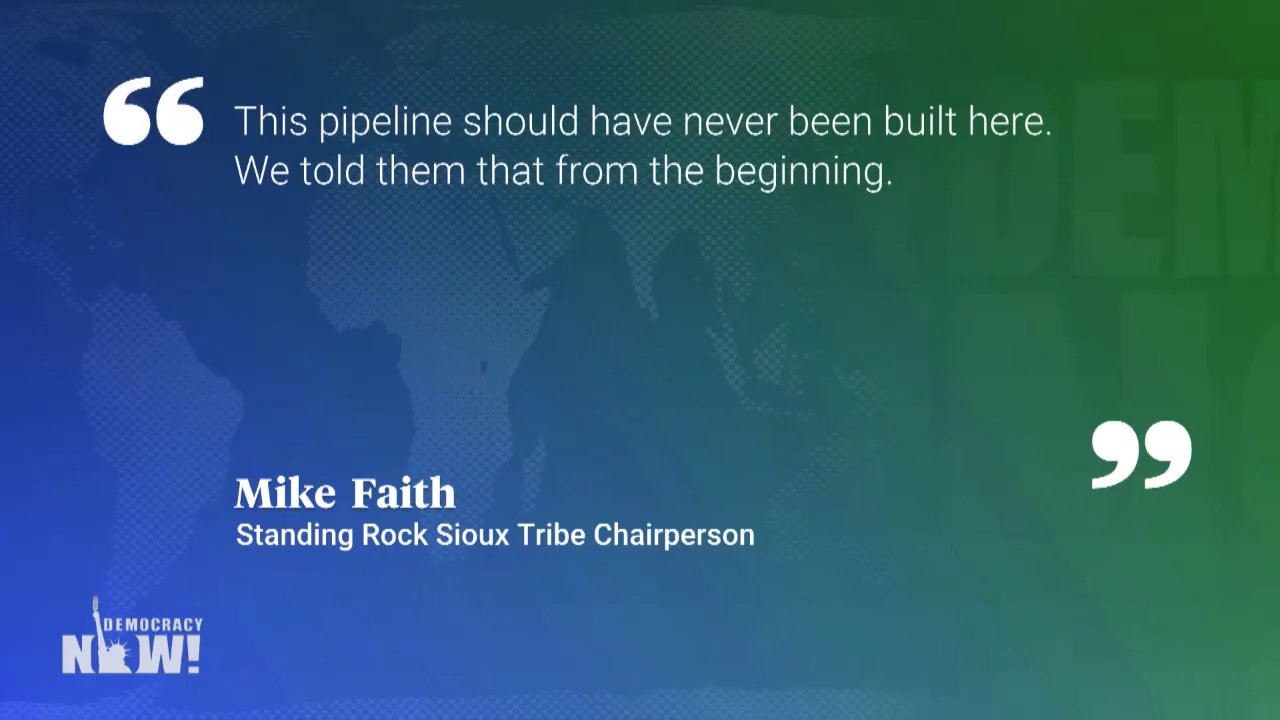 “ This pipeline should have never been built here.
We told them that from the beginning. ”
Mike Faith
Standing Rock Sioux Tribe Chairperson
DEMOCRACY
NOW!
DEM